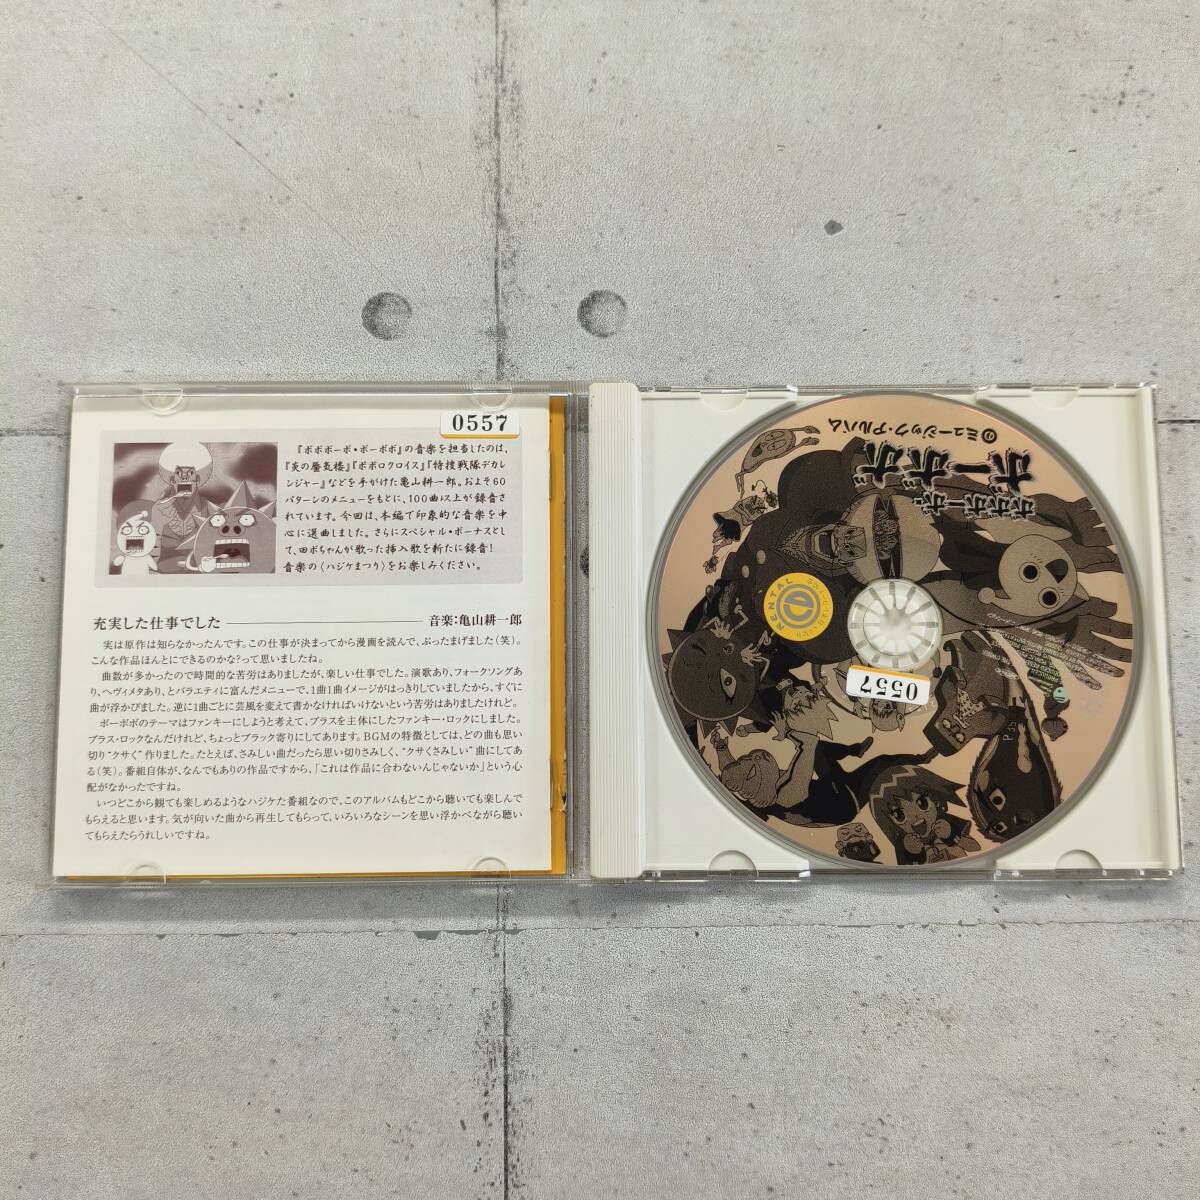 0557
『ボボボーボ・ボーボボ』の音楽を担当したのは、
『炎の蜃気楼』『ポポロクロイス』『特捜戦隊デカレ
ンジャー』などを手がけた亀山耕一郎。およそ60
パターンのメニューをもとに、100曲以上が録音さ
れています。今回は、本編で印象的な音楽を中
心に選曲しました。さらにスペシャル・ボーナスとし
て、田ボちゃんが歌った挿入歌を新たに録音!
音楽の〈ハジケまつり〉をお楽しみください。
充実した仕事でした
音楽:亀山耕一郎
実は原作は知らなかったんです。この仕事が決まってから漫画を読んで、ぶったまげました(笑)。
こんな作品ほんとにできるのかな?って思いましたね。
曲数が多かったので時間的な苦労はありましたが、楽しい仕事でした。演歌あり、フォークソングあ
り、ヘヴィメタあり、とバラエティに富んだメニューで、1曲1曲イメージがはっきりしていましたから、すぐに
曲が浮かびました。逆に1曲ごとに芸風を変えて書かなければいけないという苦労はありましたけれど。
ボーボボのテーマはファンキーにしようと考えて、ブラスを主体にしたファンキー・ロックにしました。
ブラス・ロックなんだけれど、ちょっとブラック寄りにしてあります。BGMの特徴としては、どの曲も思い
切り“クサく”作りました。たとえば、さみしい曲だったら思い切りさみしく、“クサくさみしい”曲にしてあ
る(笑)。番組自体が、なんでもありの作品ですから、「これは作品に合わないんじゃないか」という心
配がなかったですね。
いつどこから観ても楽しめるようなハジケた番組なので、このアルバムもどこから聴いても楽しんで
もらえると思います。気が向いた曲から再生してもらって、いろいろなシーンを思い浮かべながら聴い
てもらえたらうれしいですね。
ボボボーボ
ボーボボ
のミュージック・アルバム
RENTAL
0557